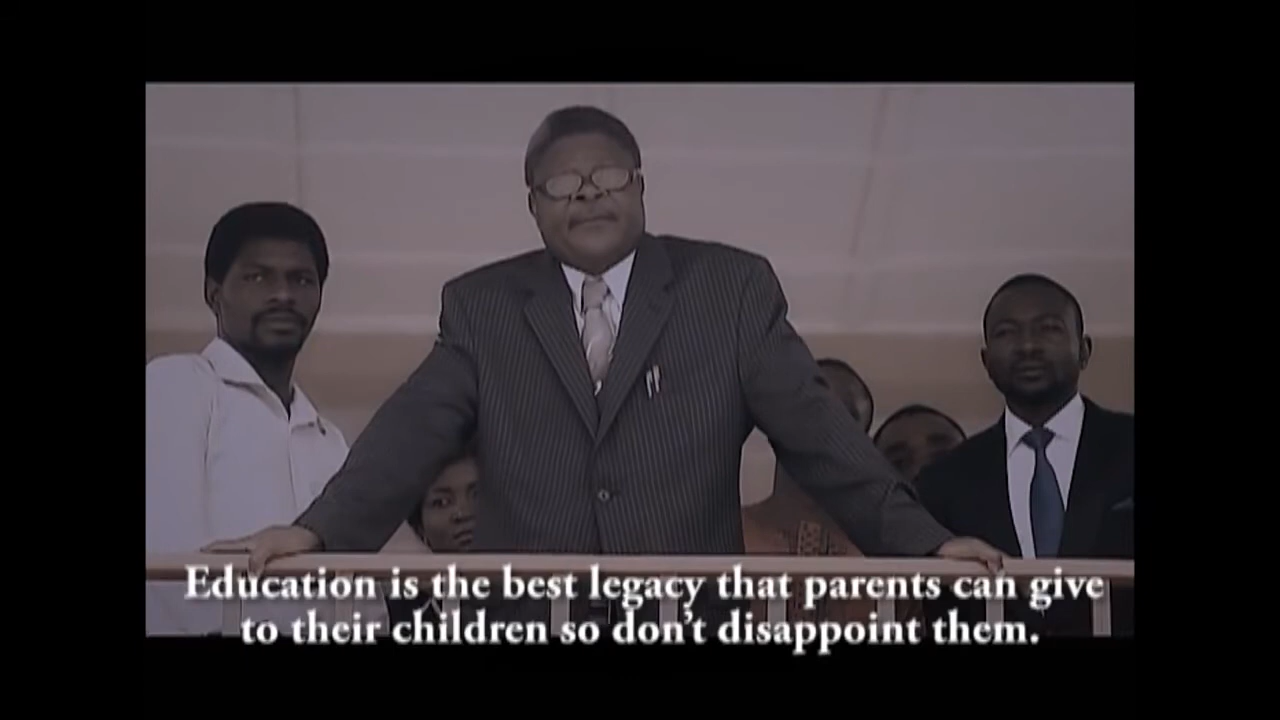 Education is the best legacy that parents can give
to their children so don't disappoint them.